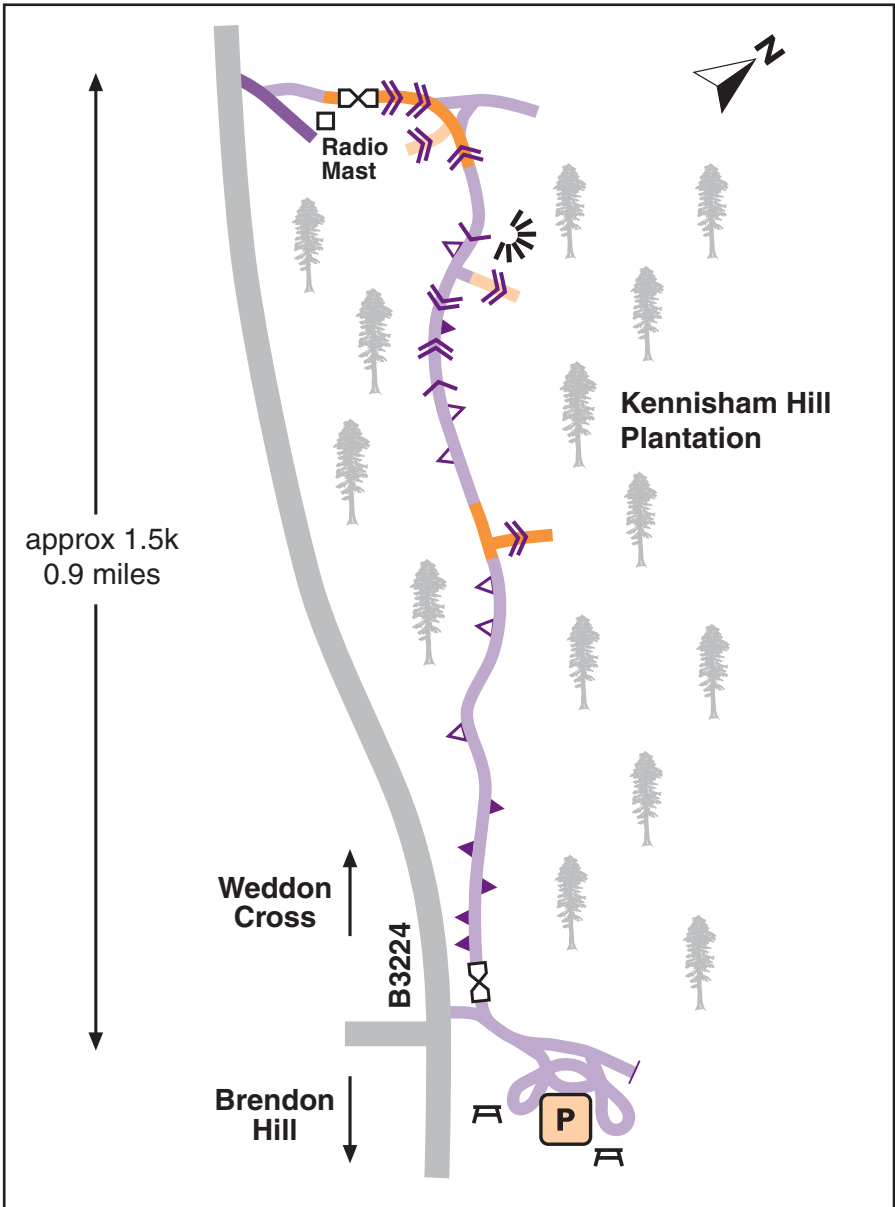 N
Radio
Mast
Kennisham Hill
Plantation
approx 1.5k
0.9 miles
Weddon
Cross
B3224
Brendon
Hill
P